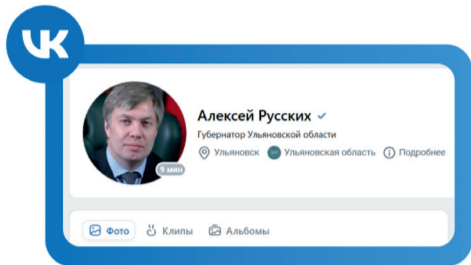 VK
Алексей Русских
Губернатор Ульяновской области
Ульяновск Ульяновская область Подробнее
9 мин
Фото Клипы Альбомы